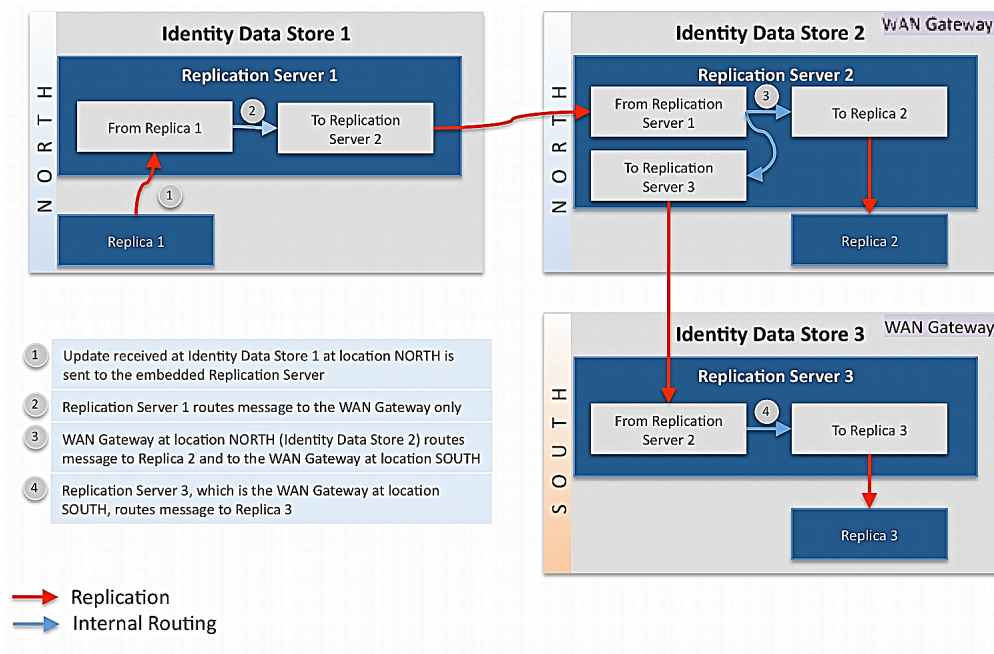 Identity Data Store 1
NORTH
Replication Server 1
From Replica 1
2
To Replication
Server 2
1
Replica 1
Identity Data Store 2
WAN Gateway
NORTH
Replication Server 2
From Replication
Server 1
3
To Replica 2
To Replication
Server 3
Replica 2
Identity Data Store 3
WAN Gateway
SOUTH
Replication Server 3
From Replication
Server 2
4
To Replica 3
Replica 3
1 Update received at Identity Data Store 1 at location NORTH is
sent to the embedded Replication Server
2 Replication Server 1 routes message to the WAN Gateway only
3 WAN Gateway at location NORTH (Identity Data Store 2) routes
message to Replica 2 and to the WAN Gateway at location SOUTH
4 Replication Server 3, which is the WAN Gateway at location
SOUTH, routes message to Replica 3
Replication
Internal Routing